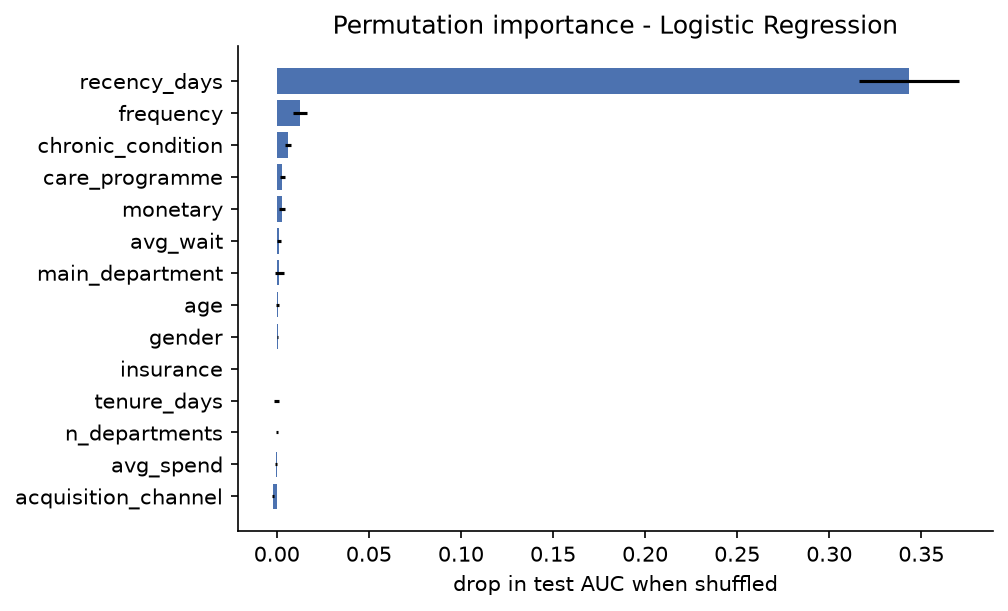 Permutation importance - Logistic Regression
recency_days
frequency
chronic_condition
care_programme
monetary
avg_wait
main_department
age
gender
insurance
tenure_days
n_departments
avg_spend
acquisition_channel
0.00 0.05 0.10 0.15 0.20 0.25 0.30 0.35
drop in test AUC when shuffled